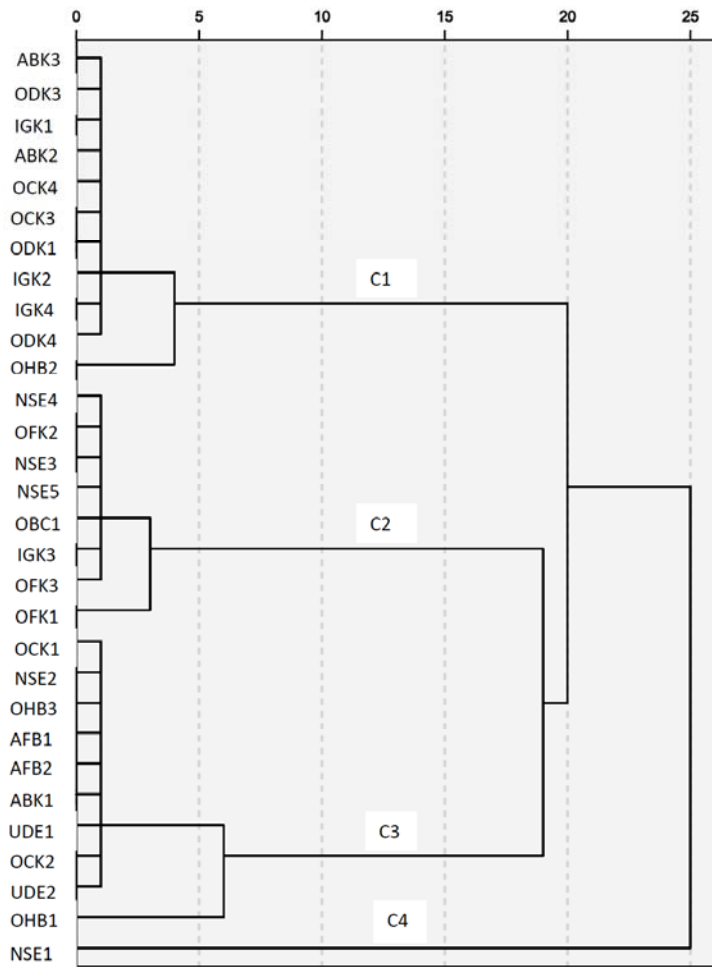 0 5 10 15 20 25
ABK3
ODK3
IGK1
ABK2
OCK4
OCK3
ODK1
IGK2 C1
IGK4
ODK4
OHB2
NSE4
OFK2
NSE3
NSE5
OBC1 C2
IGK3
OFK3
OFK1
OCK1
NSE2
OHB3
AFB1
AFB2
ABK1
UDE1 C3
OCK2
UDE2
OHB1 C4
NSE1